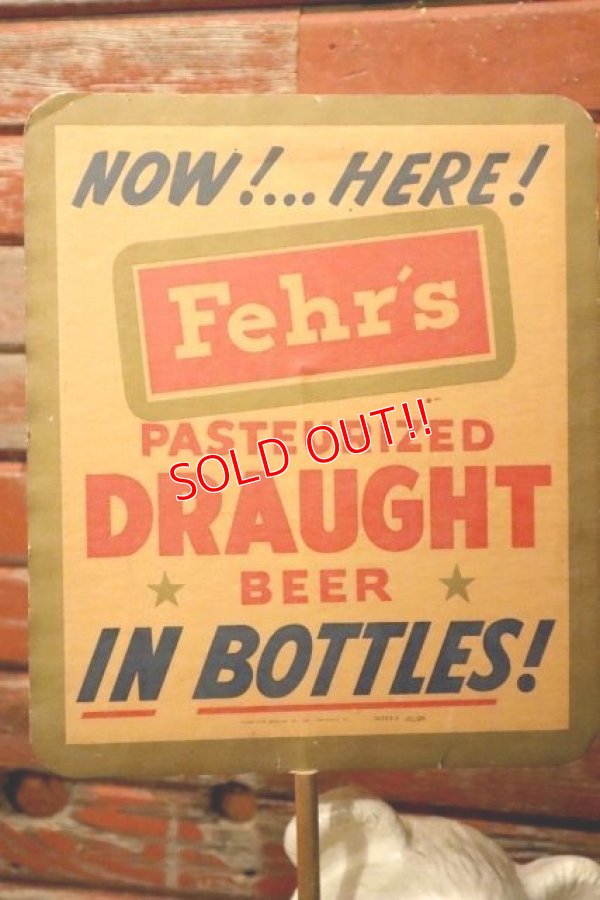 NOW!... HERE!
Fehr's
PASTEURIZED
SOLD OUT!!
DRAUGHT
BEER
IN BOTTLES!